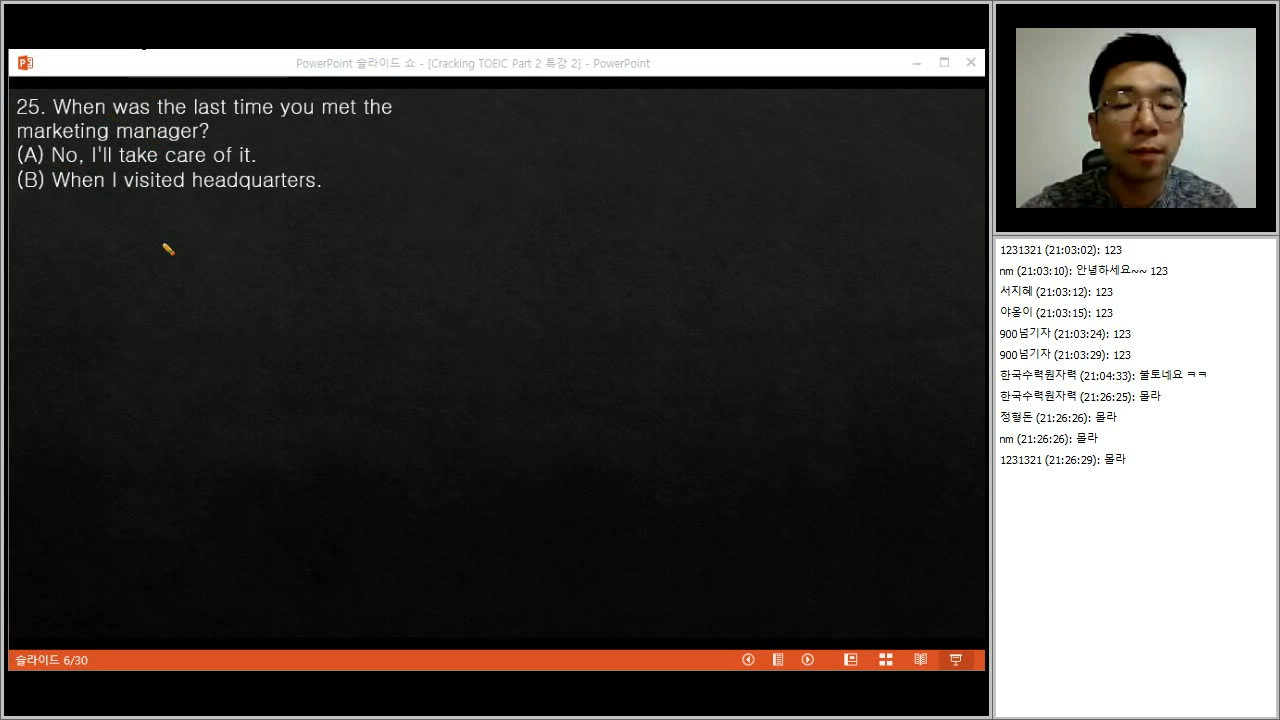 PowerPoint 슬라이드 쇼 - [Cracking TOEIC Part 2 특강 2] - PowerPoint
25. When was the last time you met the
marketing manager?
(A) No, I'll take care of it.
(B) When I visited headquarters.
슬라이드 6/30
1231321 (21:03:02): 123
nm (21:03:10): 안녕하세요~~ 123
서지혜 (21:03:12): 123
야옹이 (21:03:15): 123
900넘기자 (21:03:24): 123
900넘기자 (21:03:29): 123
한국수력원자력 (21:04:33): 불토네요 ㅋㅋ
한국수력원자력 (21:26:25): 몰라
정형돈 (21:26:26): 몰라
nm (21:26:26): 몰라
1231321 (21:26:29): 몰라